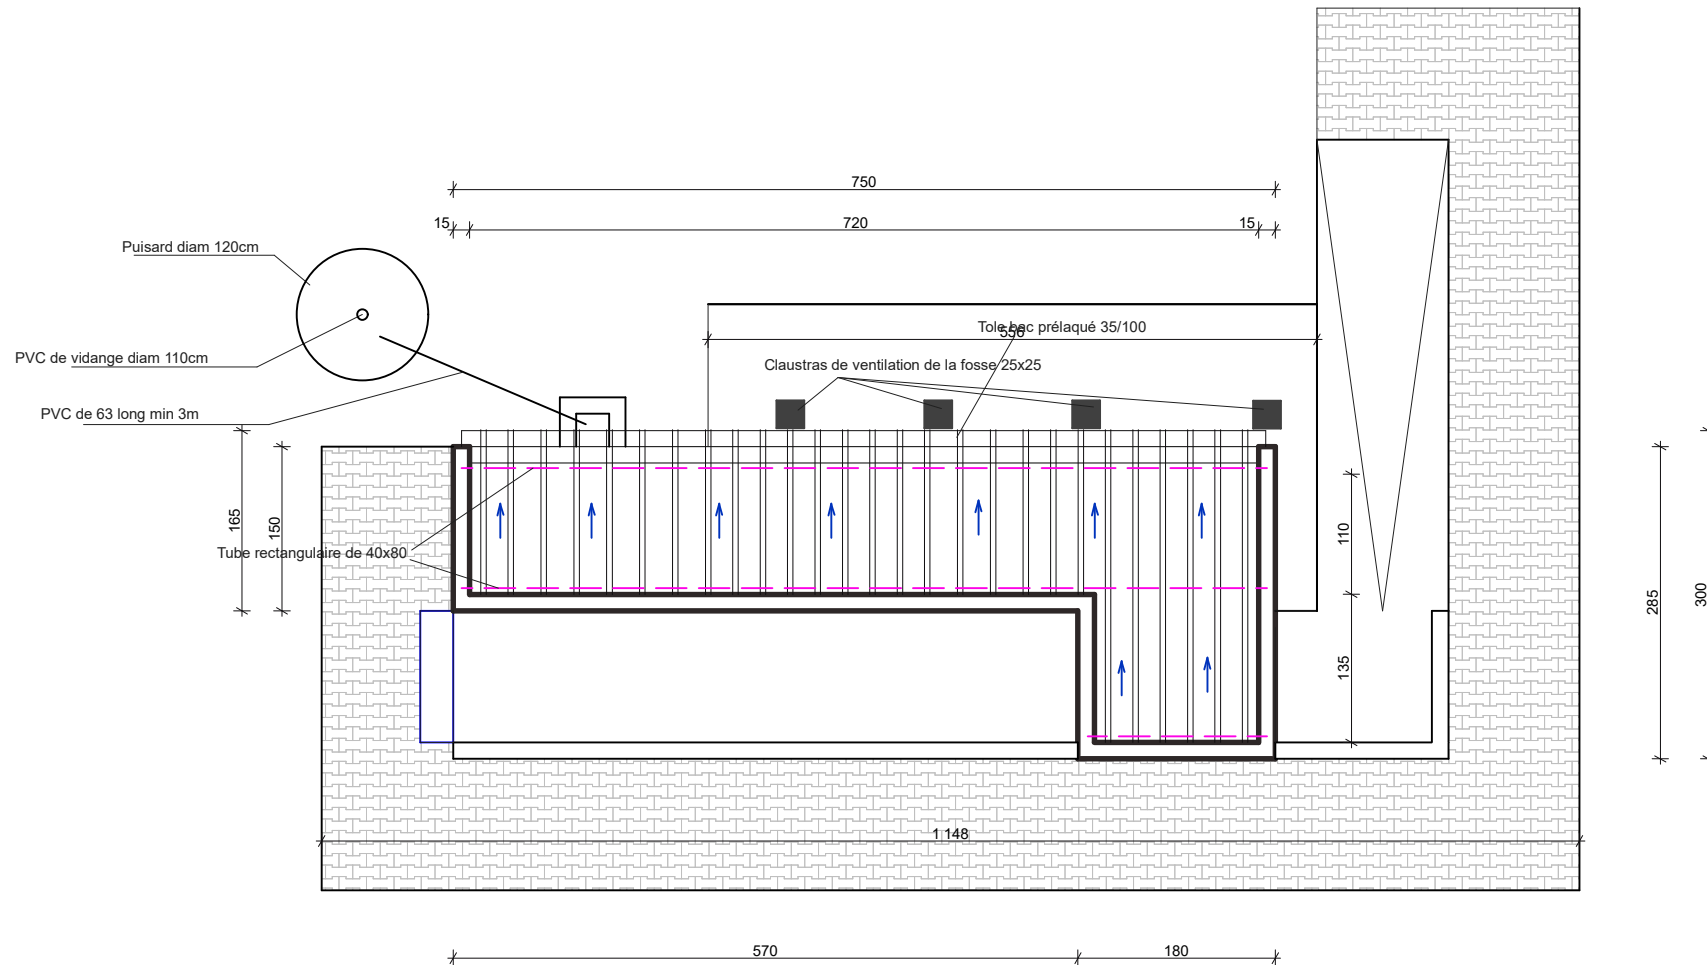 750
15
720
15
Puisard diam 120cm
Tole bac prélaqué 35/100
556
PVC de vidange diam 110cm
Claustras de ventilation de la fosse 25x25
PVC de 63 long min 3m
165
150
110
Tube rectangulaire de 40x80
285
300
135
1 148
570
180